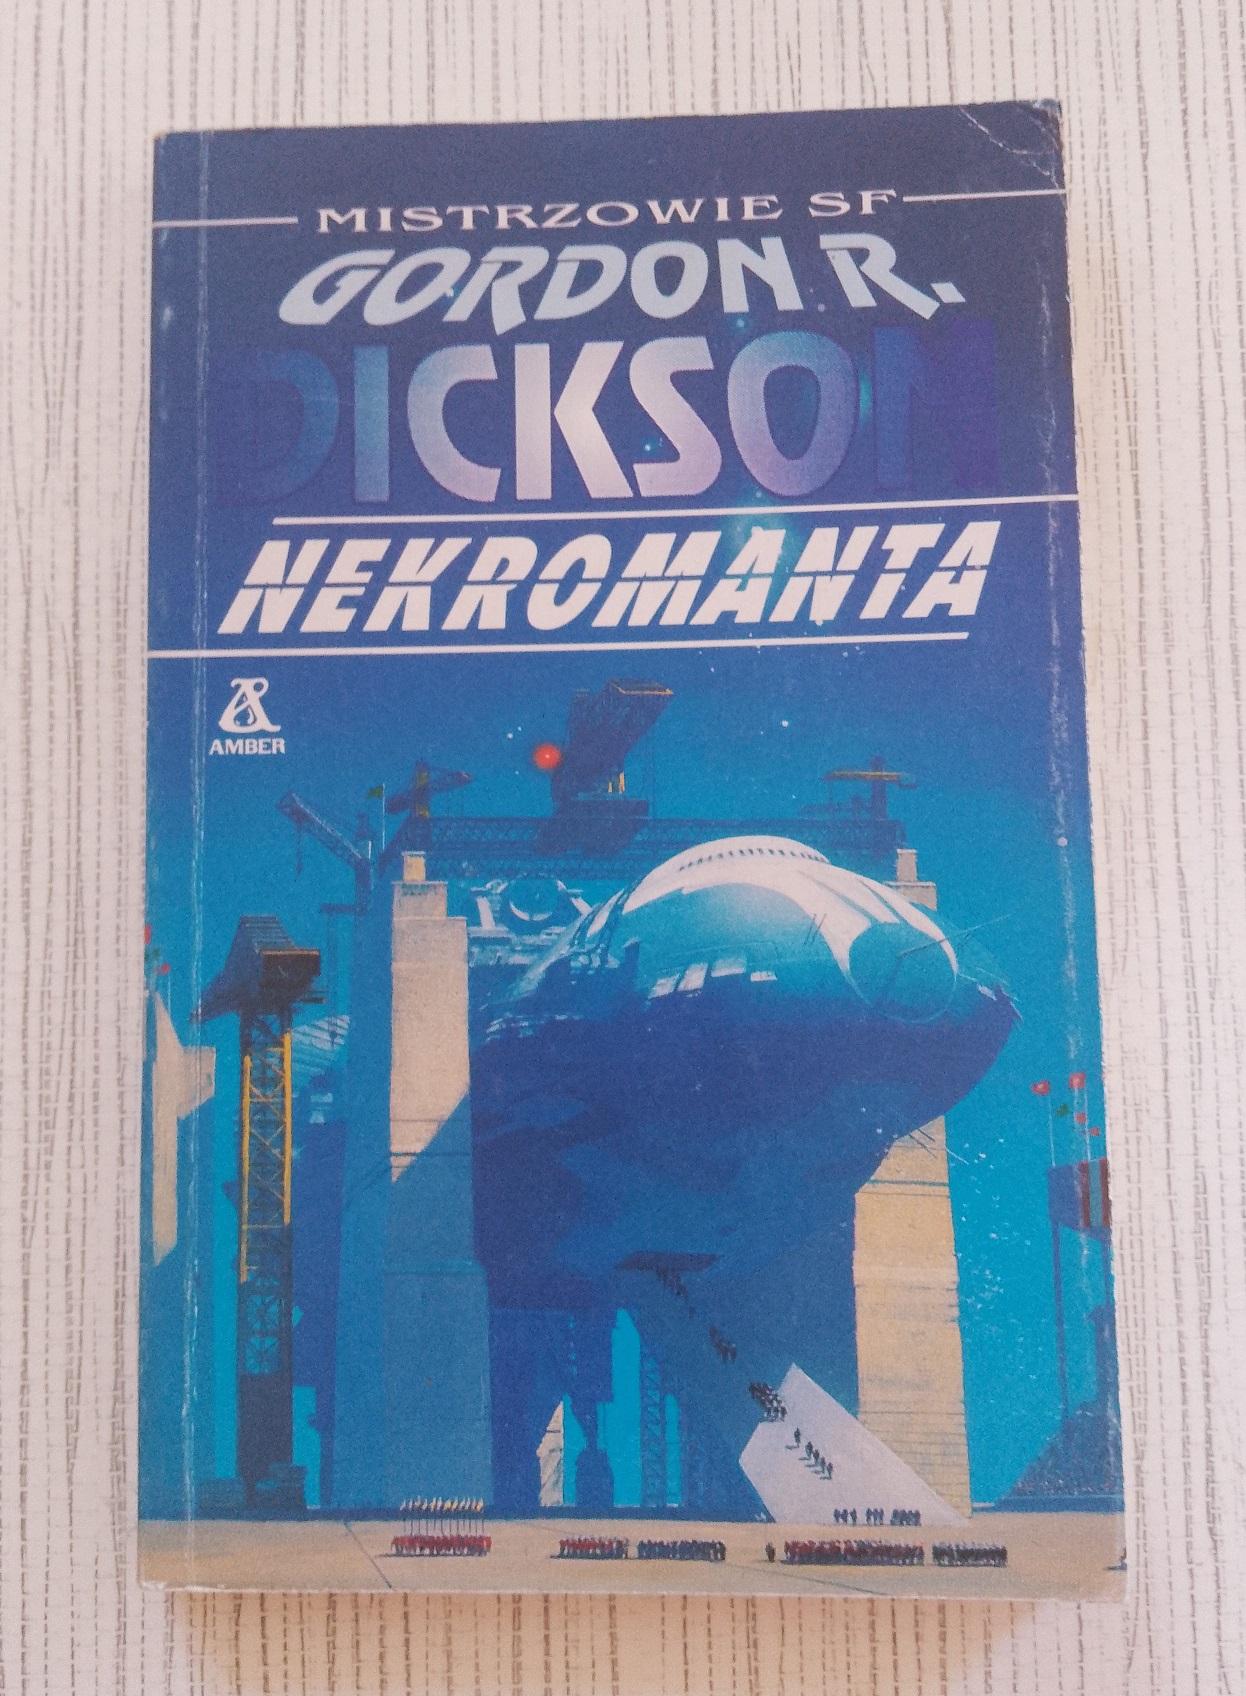 MISTRZOWIE SF
GORDON R.
DICKSON
NEKROMANTA
AMBER